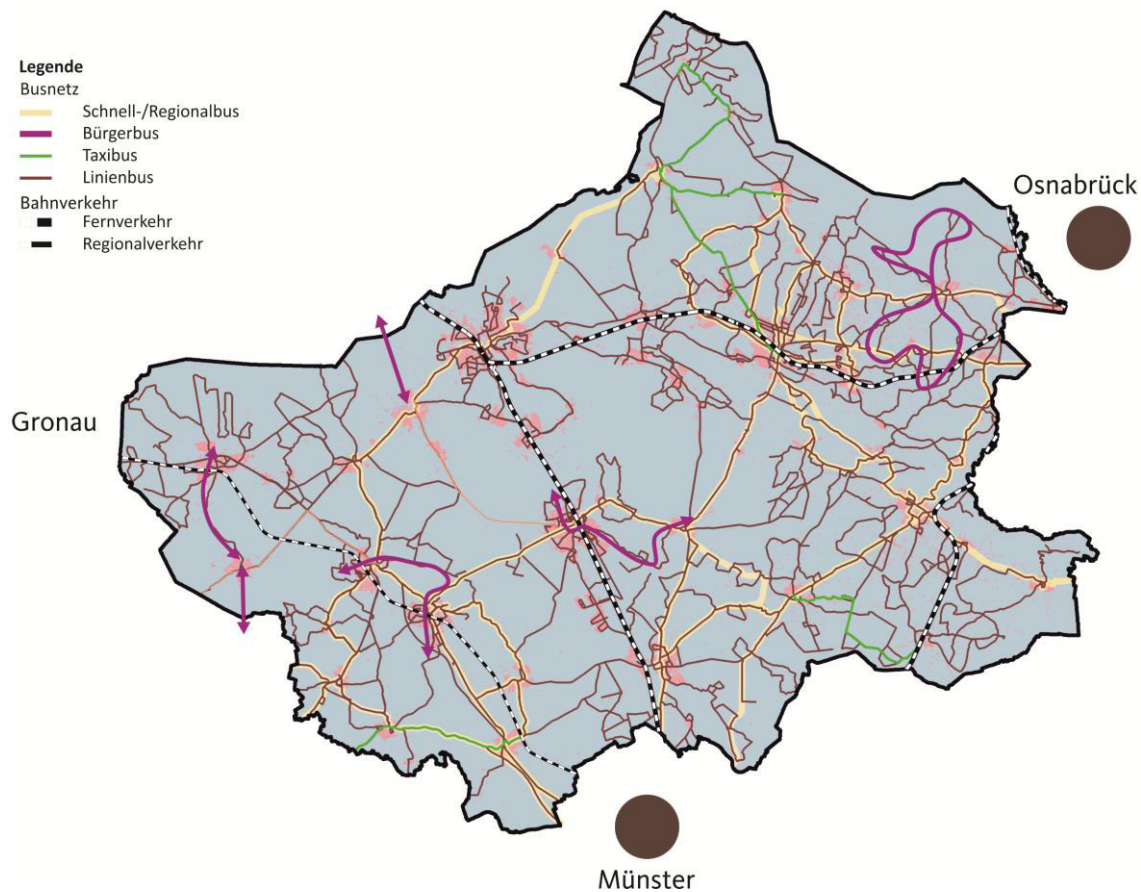 Legende
Busnetz
Schnell-/Regionalbus
Bürgerbus
Taxibus
Linienbus
Bahnverkehr
Fernverkehr
Regionalverkehr
Osnabrück
Gronau
Münster